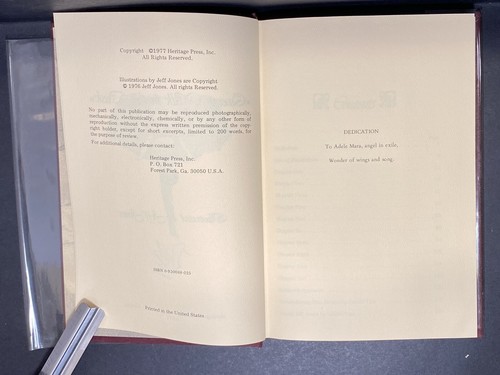 Copyright ©1977 Heritage Press, Inc.
All Rights Reserved.
Illustrations by Jeff Jones are Copyright
© 1976 Jeff Jones. All rights Reserved.
No part of this publication may be reproduced photographically,
mechanically, electronically, chemically, or by any other form of
reproduction without the express written permission of the copy
right holder, except for short excerpts, limited to 200 words, for
the purpose of review.
For additional details, please contact:
Heritage Press, Inc.
P. O. Box 721
Forest Park, Ga. 30050 U.S.A.
Printed in the United States
DEDICATION
To Adele Mara, angel in exile,
Wonder of wings and song.